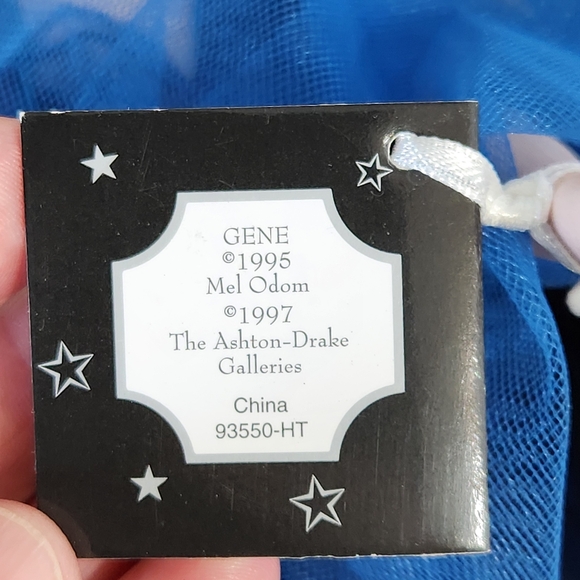 GENE
©1995
Mel Odom
©1997
The Ashton-Drake
Galleries
China
93550-HT